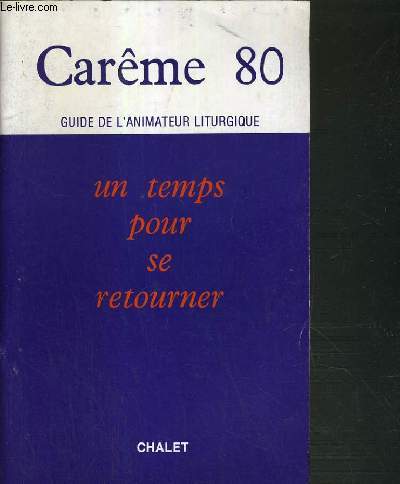 Le-livre.com
Carême 80
GUIDE DE L'ANIMATEUR LITURGIQUE
un temps
pour
se
retourner
CHALET